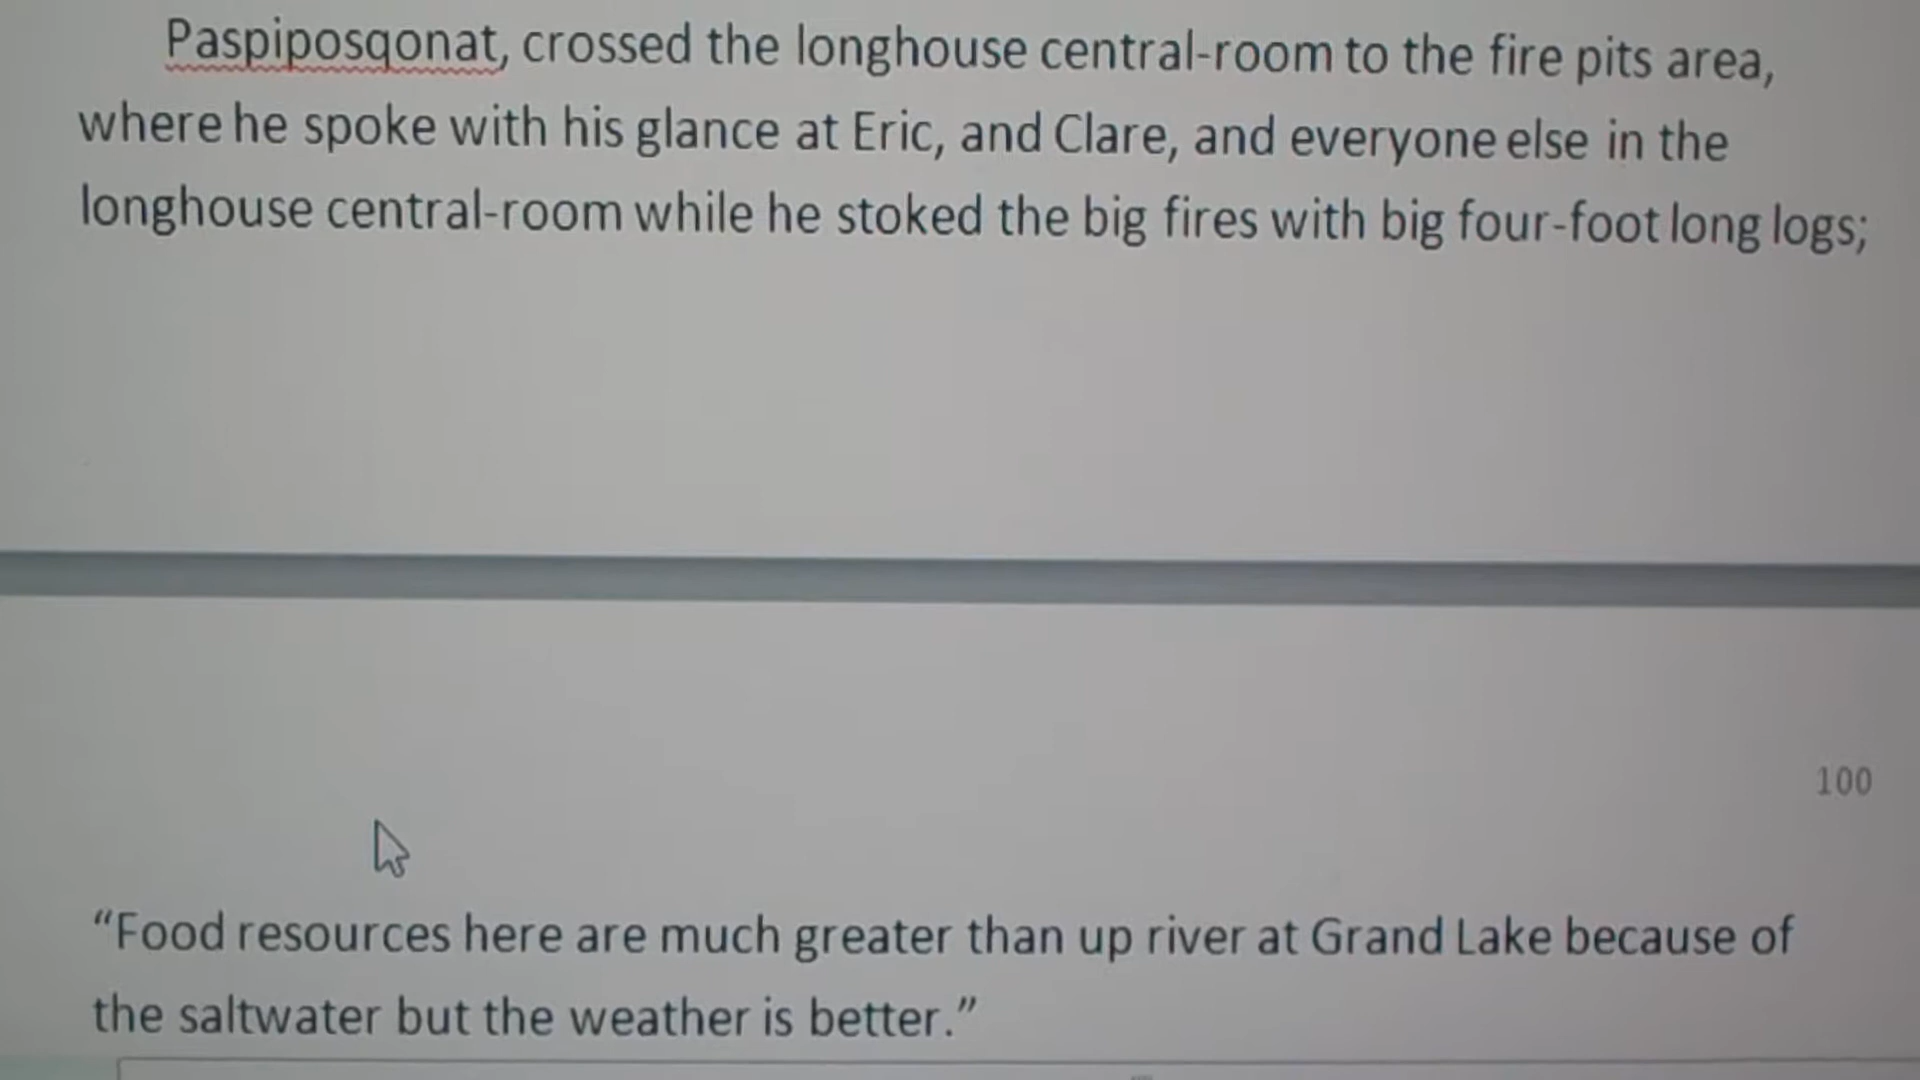 Paspiposqonat, crossed the longhouse central-room to the fire pits area,
where he spoke with his glance at Eric, and Clare, and everyone else in the
longhouse central-room while he stoked the big fires with big four-foot long logs;
100
“Food resources here are much greater than up river at Grand Lake because of
the saltwater but the weather is better.”